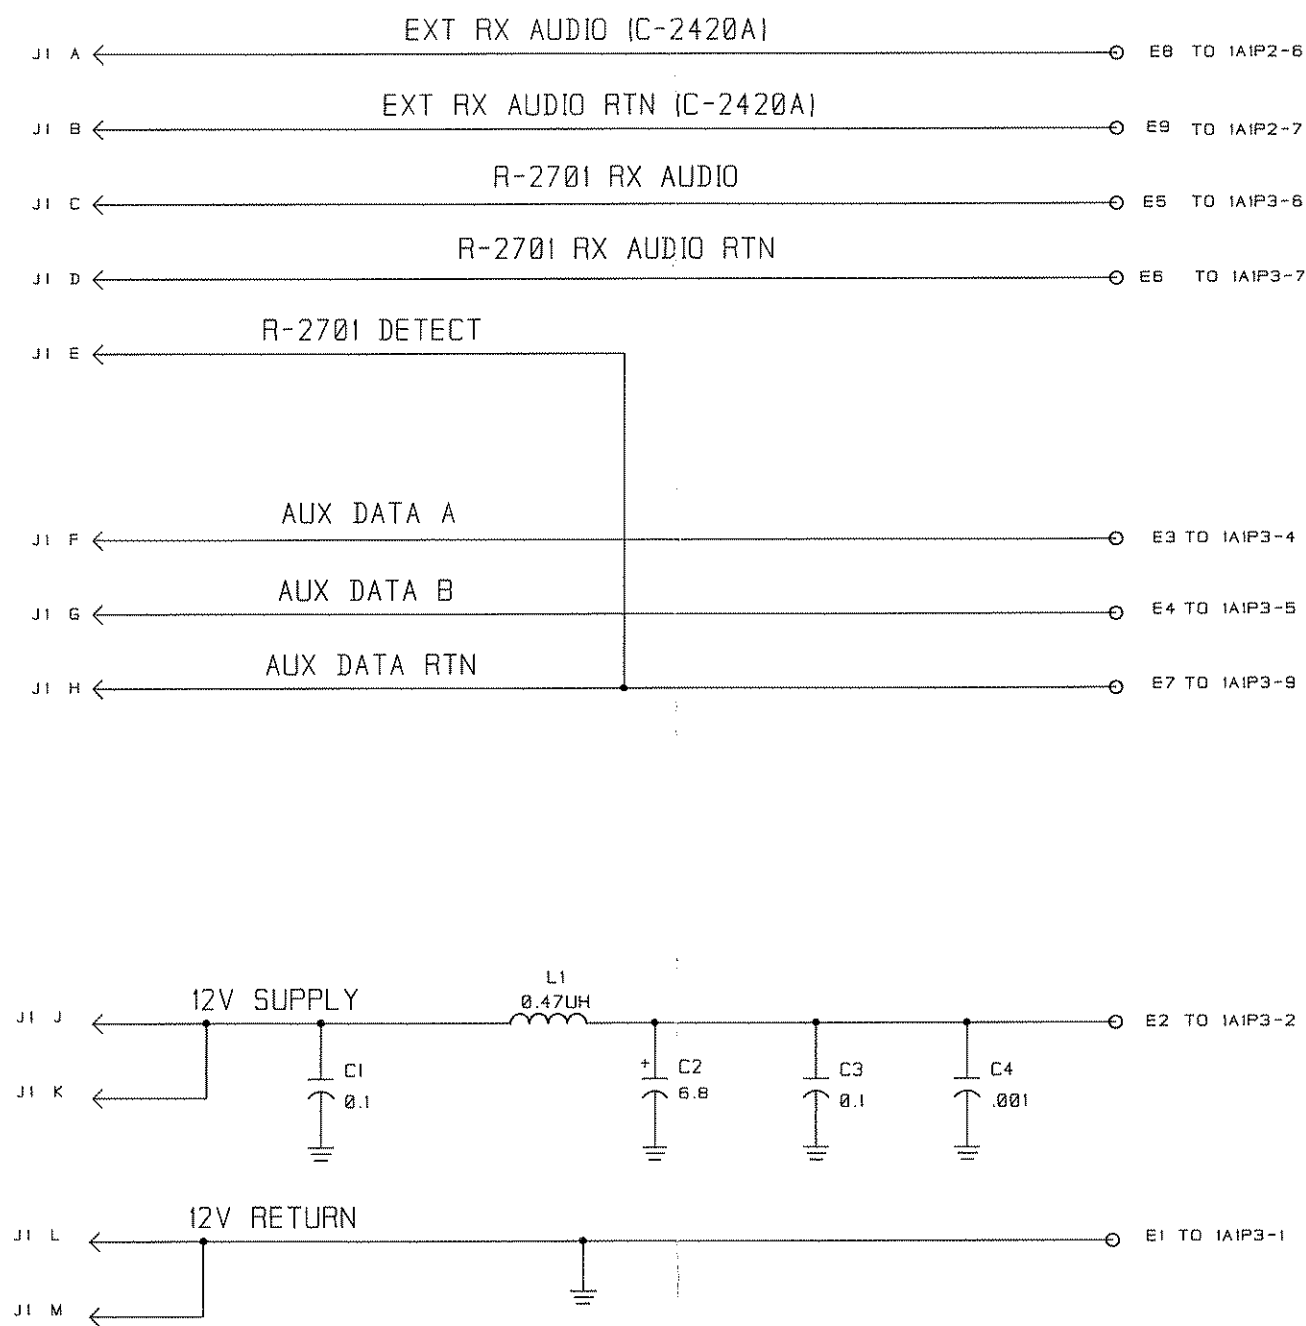 EXT RX AUDIO (C-2420A)
J1 A E8 TO 1A1P2-6
EXT RX AUDIO RTN (C-2420A)
J1 B E9 TO 1A1P2-7
R-2701 RX AUDIO
J1 C E5 TO 1A1P3-6
R-2701 RX AUDIO RTN
J1 D E6 TO 1A1P3-7
R-2701 DETECT
J1 E
AUX DATA A
J1 F E3 TO 1A1P3-4
AUX DATA B
J1 G E4 TO 1A1P3-5
AUX DATA RTN
J1 H E7 TO 1A1P3-9
L1
12V SUPPLY 0.47UH
J1 J E2 TO 1A1P3-2
C1 + C2 C3 C4
J1 K 0.1 6.8 0.1 .001
12V RETURN
J1 L E1 TO 1A1P3-1
J1 M